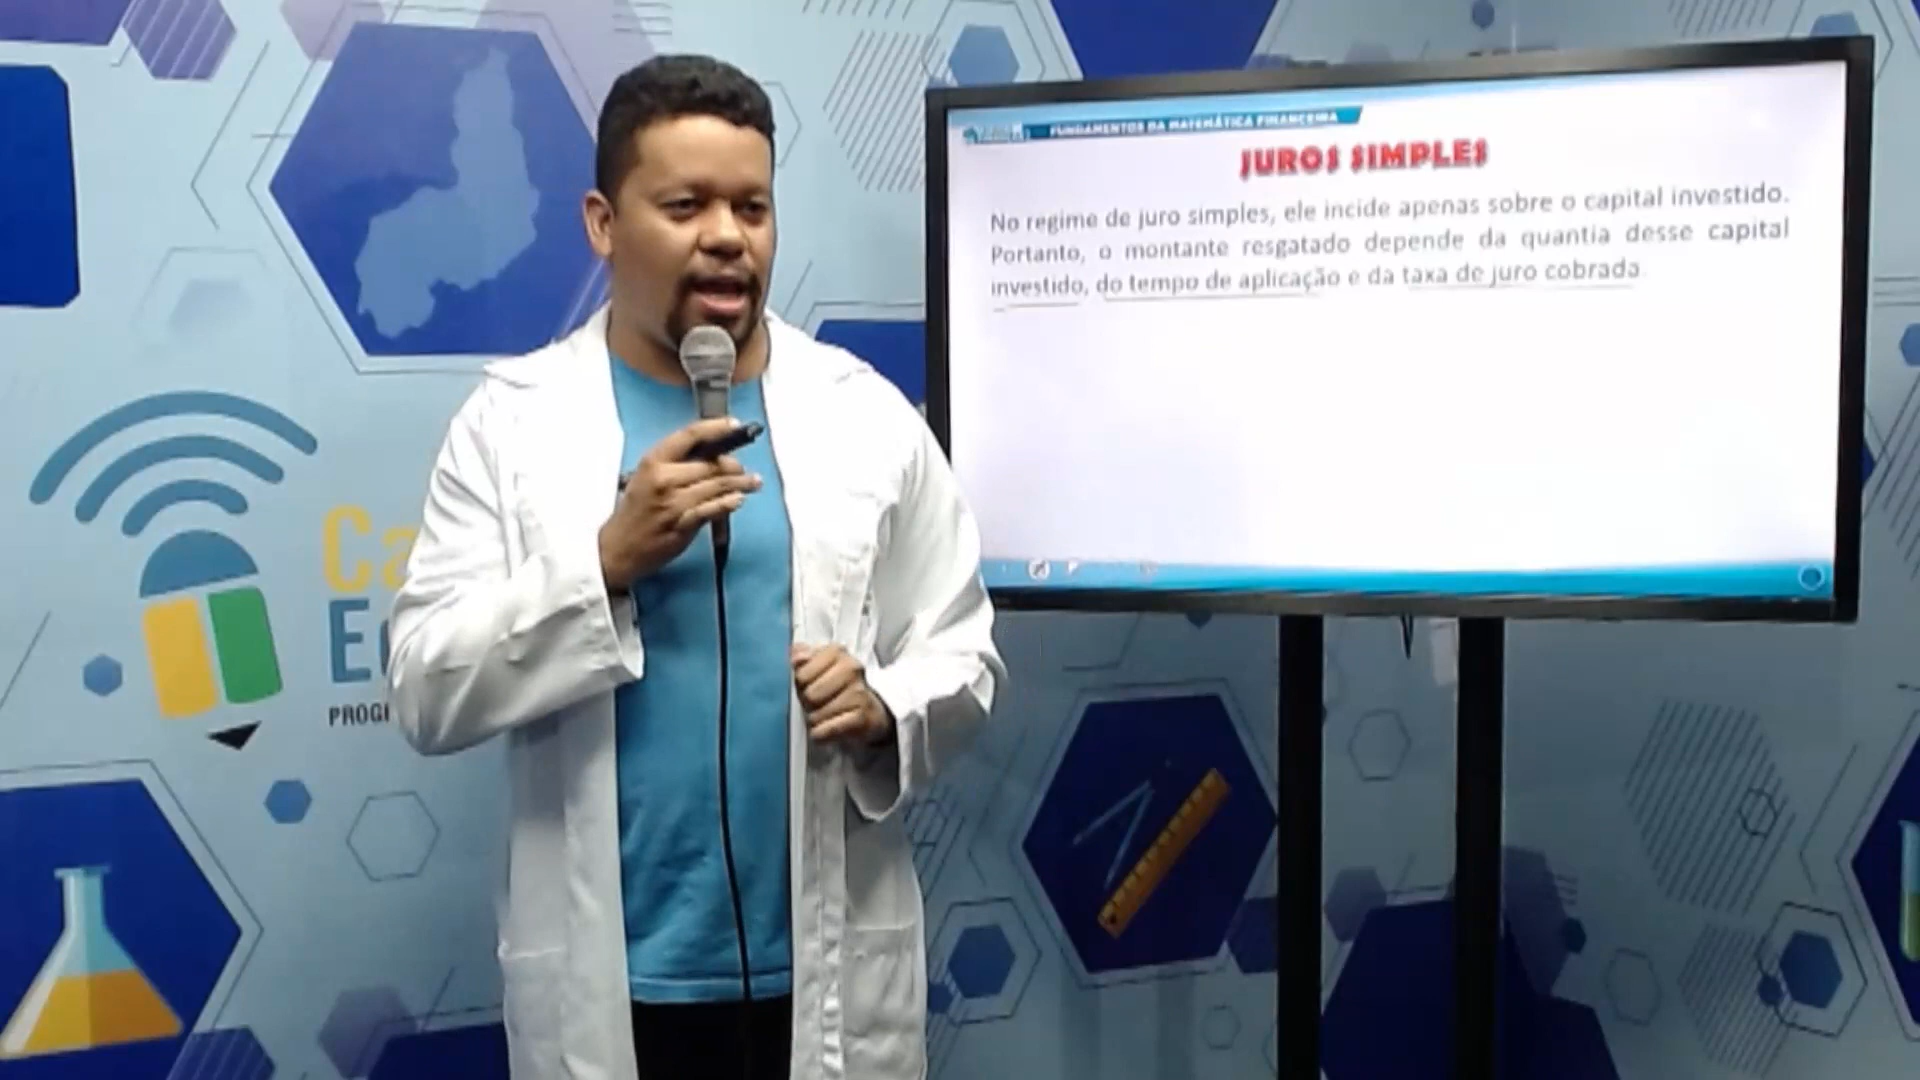 FUNDAMENTOS DA MATEMÁTICA FINANCEIRA
JUROS SIMPLES
No regime de juro simples, ele incide apenas sobre o capital investido.
Portanto, o montante resgatado depende da quantia desse capital
investido, do tempo de aplicação e da taxa de juro cobrada.
Ca
E
PROG